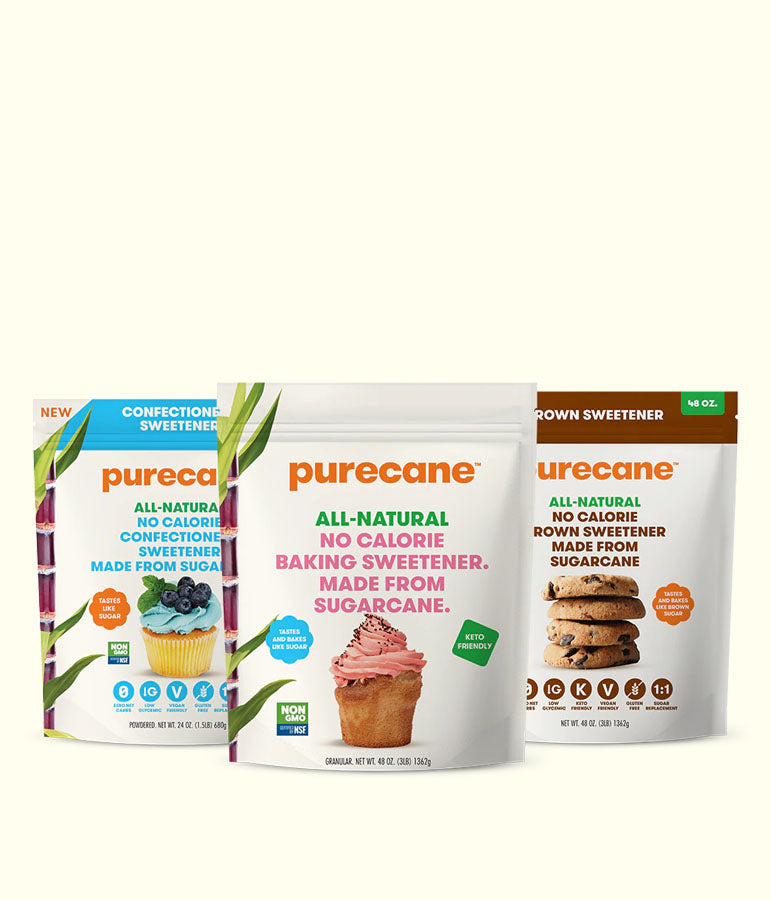 NEW
purecane™
ALL-NATURAL
NO CALORIE
BAKING SWEETENER.
MADE FROM
SUGARCANE.
TASTES
AND BAKES
LIKE SUGAR
KETO
FRIENDLY
NON
GMO
NSF
GRANULAR. NET WT. 48 OZ. (3LB) 1362g
CONFECTIONE
SWEETENER
purecane
ALL-NATURA
NO CALORIE
CONFECTIONE
SWEETENER
MADE FROM SUGA
TASTES
LIKE
SUGAR
NON
GMO
NSF
0 IG V
ZERO NET
CARBS
LOW
GLYCEMIC
VEGAN
FRIENDLY
GLUTEN
FREE
POWDERED. NET WT. 24 OZ. (1.5LB) 680g
48 OZ.
ROWN SWEETENER
urecane™
ALL-NATURAL
NO CALORIE
ROWN SWEETENER
MADE FROM
SUGARCANE
TASTES
AND BAKES
LIKE BROWN
SUGAR
IG K V 1:1
LOW
GLYCEMIC
KETO
FRIENDLY
VEGAN
FRIENDLY
GLUTEN
FREE
SUGAR
REPLACEMENT
NET WT. 48 OZ. (3LB) 1362g